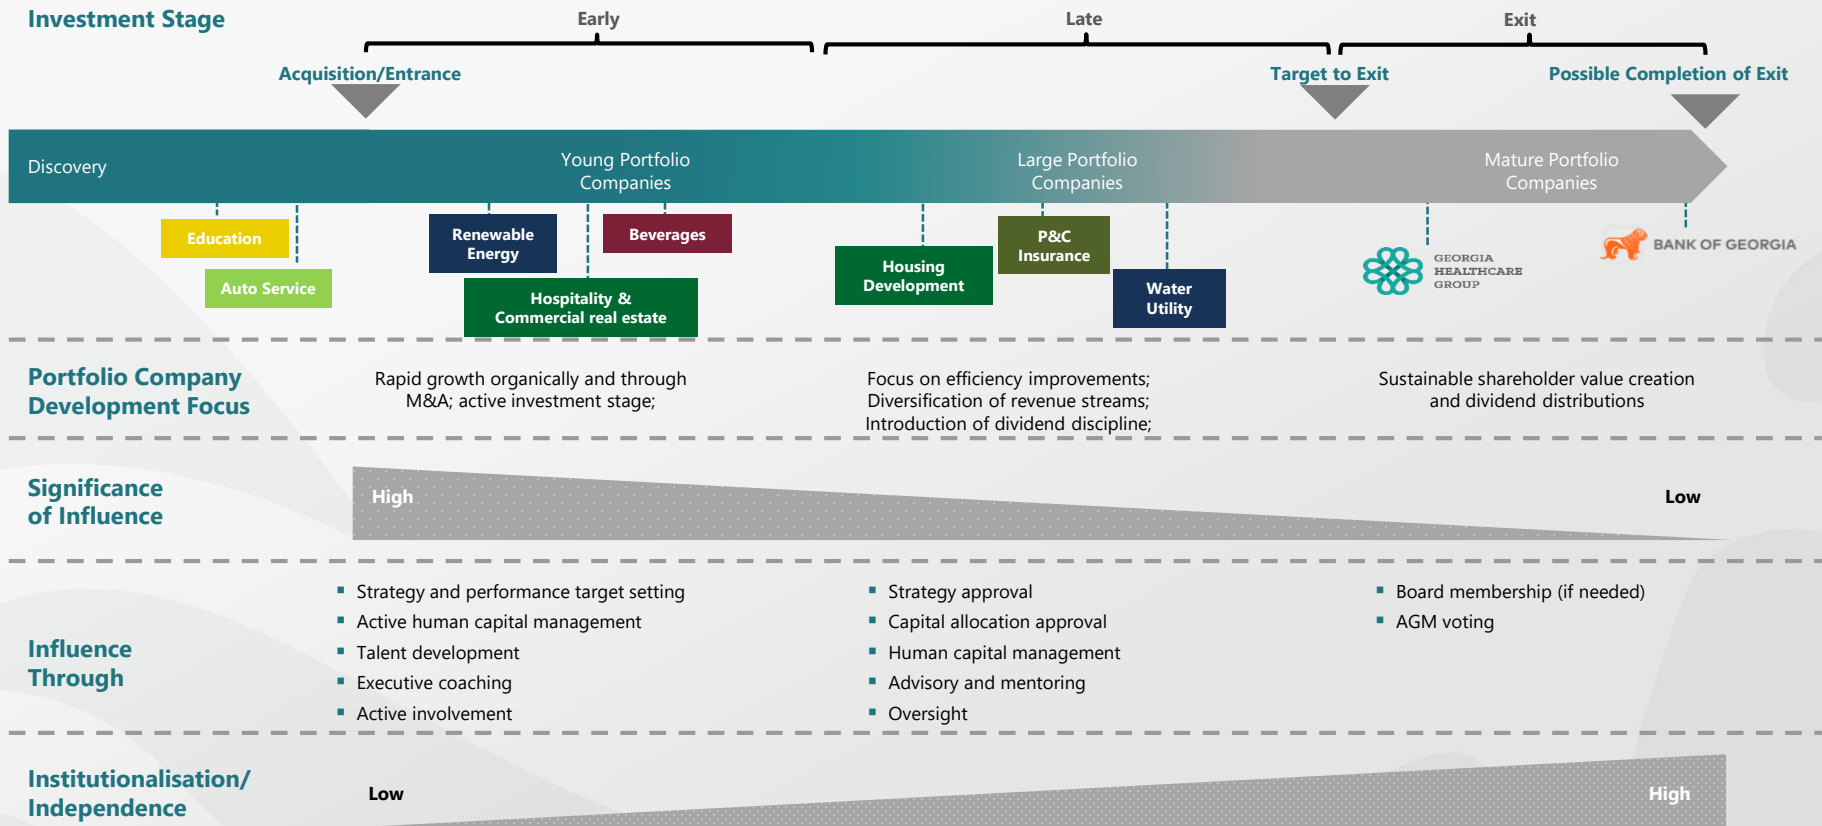 Investment Stage
Early
Late
Exit
Acquisition/Entrance
Target to Exit
Possible Completion of Exit
Discovery
Young Portfolio
Companies
Large Portfolio
Companies
Mature Portfolio
Companies
Education
Auto Service
Renewable
Energy
Beverages
Hospitality &
Commercial real estate
Housing
Development
P&C
Insurance
Water
Utility
GEORGIA
HEALTHCARE
GROUP
BANK OF GEORGIA
Portfolio Company
Development Focus
Rapid growth organically and through
M&A; active investment stage;
Focus on efficiency improvements;
Diversification of revenue streams;
Introduction of dividend discipline;
Sustainable shareholder value creation
and dividend distributions
Significance
of Influence
High
Low
Influence
Through
▪ Strategy and performance target setting
▪ Active human capital management
▪ Talent development
▪ Executive coaching
▪ Active involvement
▪ Strategy approval
▪ Capital allocation approval
▪ Human capital management
▪ Advisory and mentoring
▪ Oversight
▪ Board membership (if needed)
▪ AGM voting
Institutionalisation/
Independence
Low
High